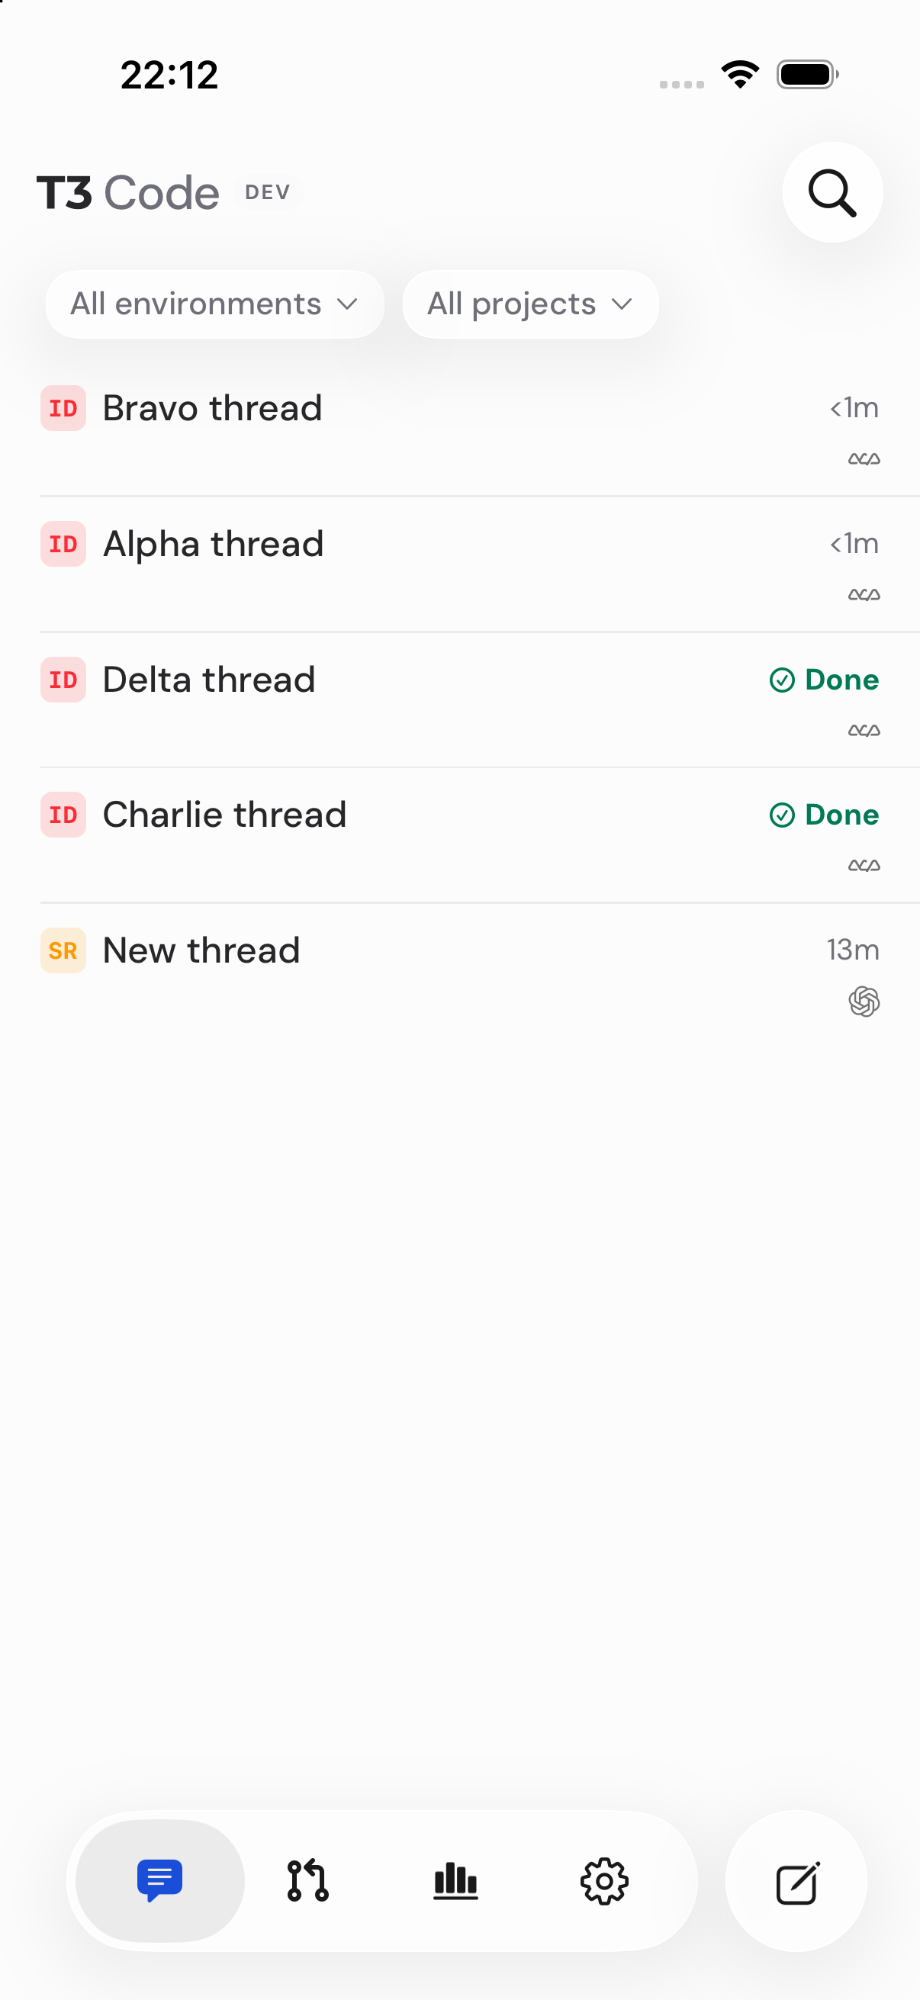 22:12
T3 Code DEV
All environments
All projects
ID Bravo thread <1m
ID Alpha thread <1m
ID Delta thread Done
ID Charlie thread Done
SR New thread 13m